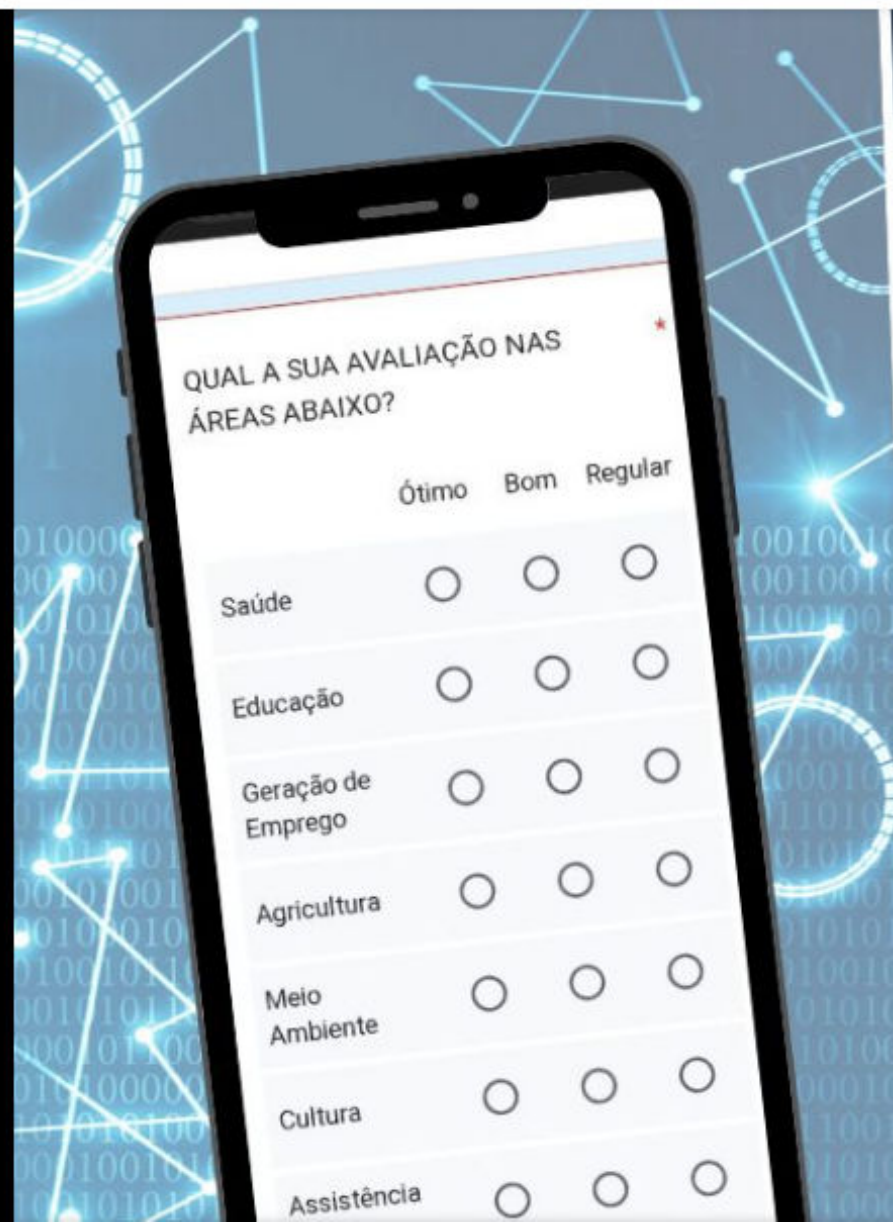 QUAL A SUA AVALIAÇÃO NAS *
ÁREAS ABAIXO?
Ótimo Bom Regular
Saúde
Educação
Geração de
Emprego
Agricultura
Meio
Ambiente
Cultura
Assistência